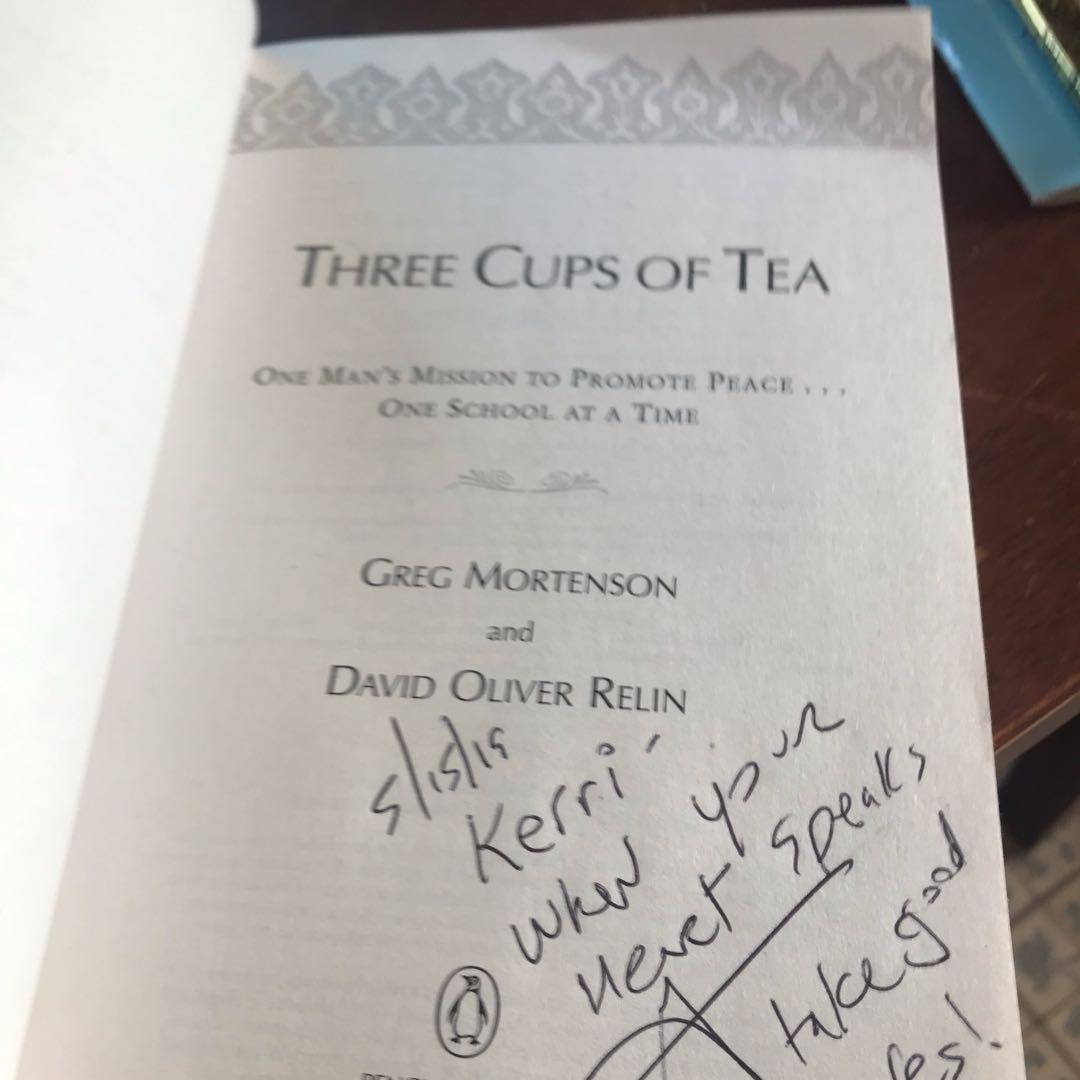 THREE CUPS OF TEA
ONE MAN'S MISSION TO PROMOTE PEACE . . .
ONE SCHOOL AT A TIME
GREG MORTENSON
and
DAVID OLIVER RELIN
5/15/19
Kerri
when your
heart speaks
take good